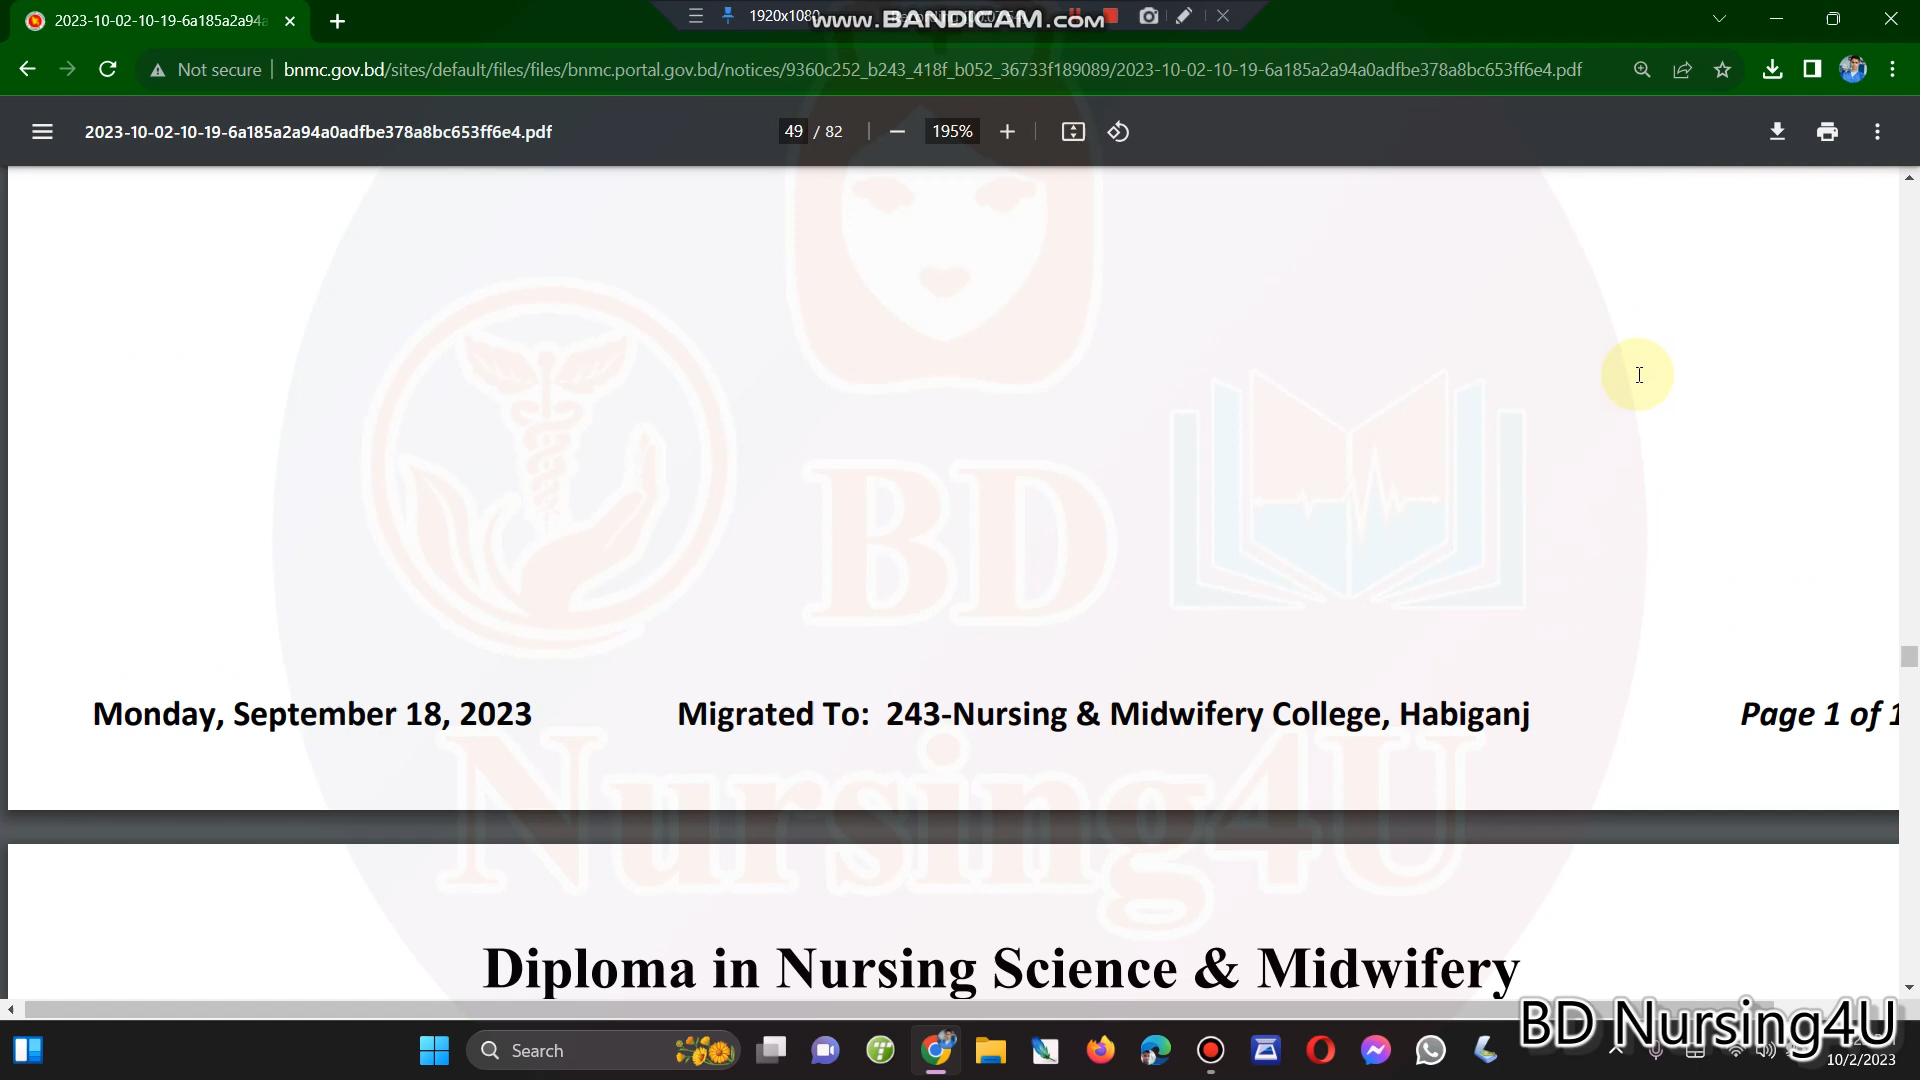 2023-10-02-10-19-6a185a2a94a
1920x1080
www.BANDICAM.com
Not secure
bnmc.gov.bd/sites/default/files/files/bnmc.portal.gov.bd/notices/9360c252_b243_418f_b052_36733f189089/2023-10-02-10-19-6a185a2a94a0adfbe378a8bc653ff6e4.pdf
2023-10-02-10-19-6a185a2a94a0adfbe378a8bc653ff6e4.pdf
49 / 82
195%
BD
Monday, September 18, 2023
Migrated To: 243-Nursing & Midwifery College, Habiganj
Page 1 of 1
Nursing4U
Diploma in Nursing Science & Midwifery
BD Nursing4U
Search
10/2/2023